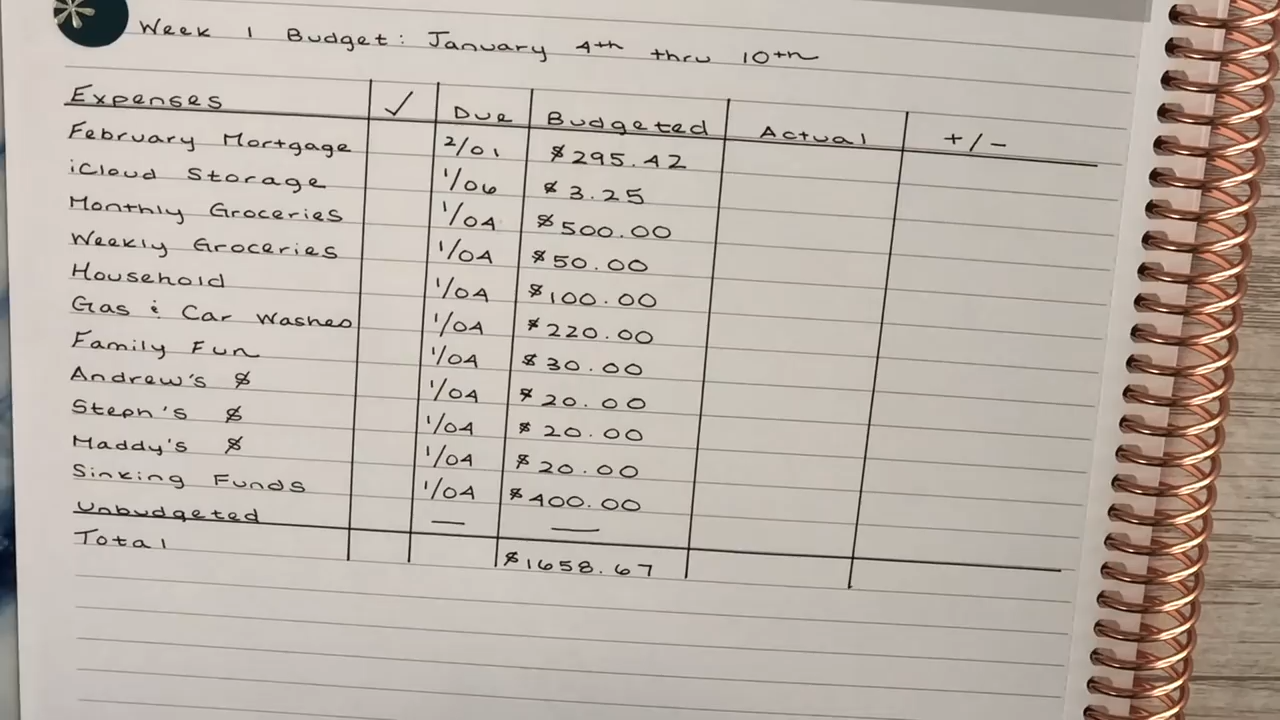 Week 1 Budget: January 4th thru 10th
Expenses ✓ Due Budgeted Actual +/-
February Mortgage 2/01 $295.42
iCloud Storage 1/06 $3.25
Monthly Groceries 1/04 $500.00
Weekly Groceries 1/04 $50.00
Household 1/04 $100.00
Gas & Car Washes 1/04 $220.00
Family Fun 1/04 $30.00
Andrew's $ 1/04 $20.00
Steph's $ 1/04 $20.00
Maddy's $ 1/04 $20.00
Sinking Funds 1/04 $400.00
Unbudgeted — —
Total $1658.67